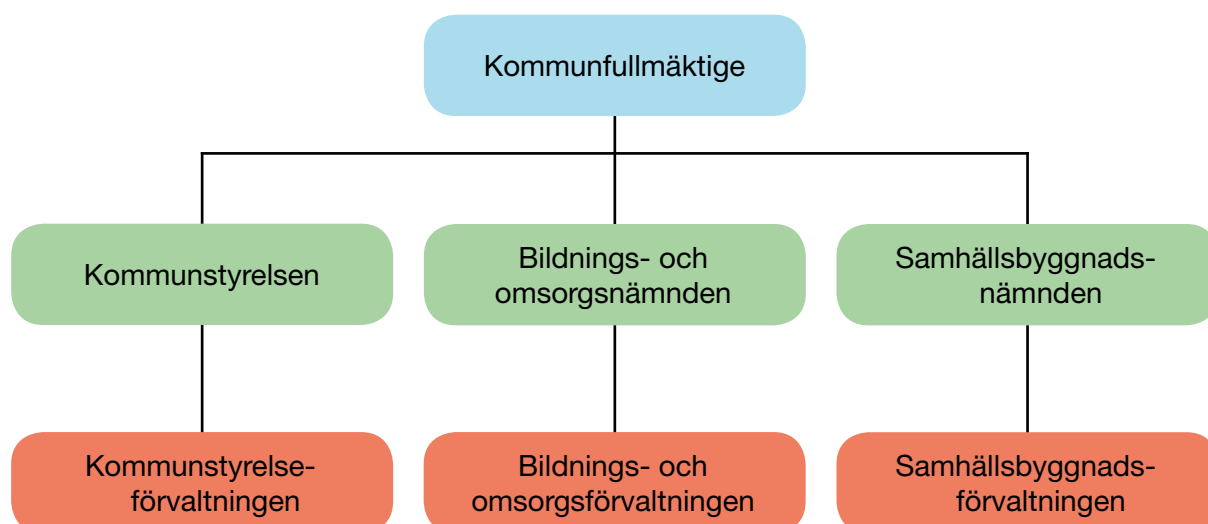 Kommunfullmäktige
Kommunstyrelsen
Bildnings- och
omsorgsnämnden
Samhällsbyggnads-
nämnden
Kommunstyrelse-
förvaltningen
Bildnings- och
omsorgsförvaltningen
Samhällsbyggnads-
förvaltningen